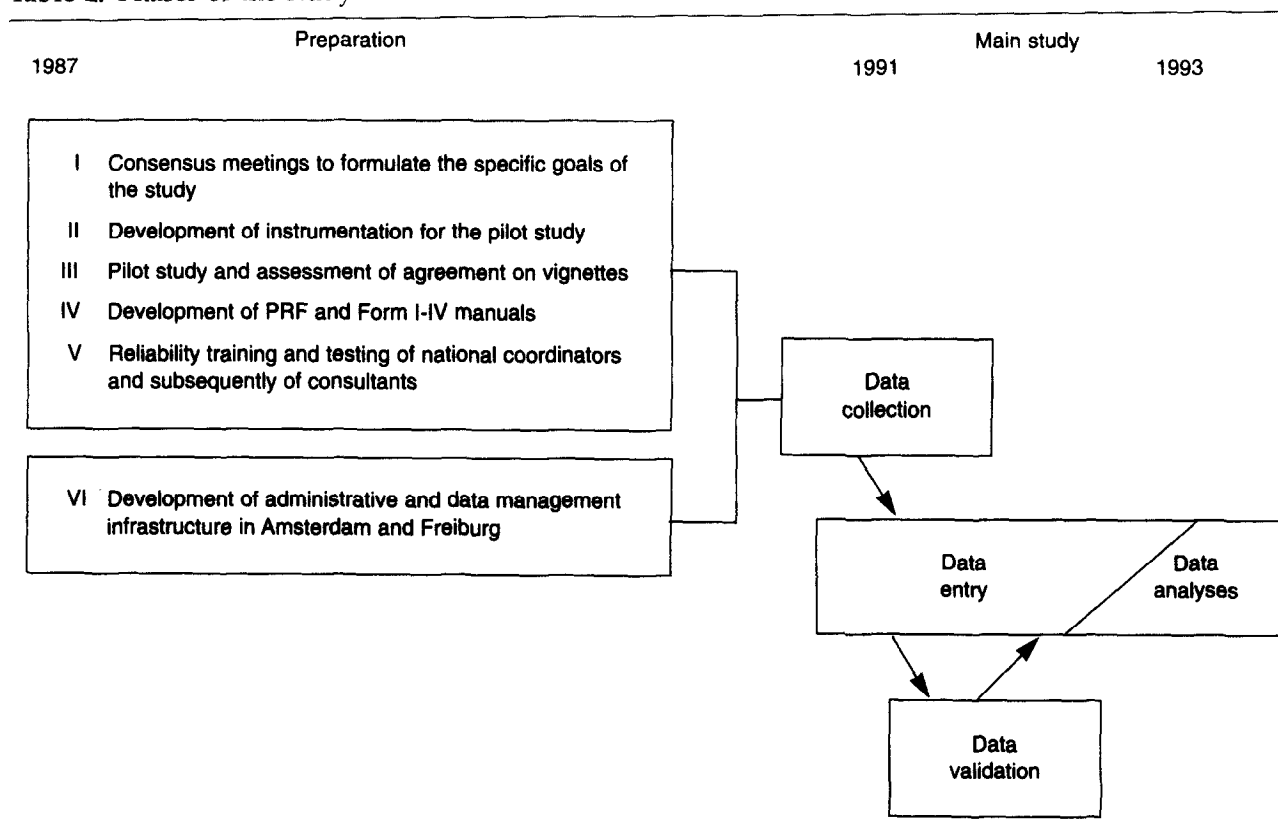 Preparation
Main study
1987
1991
1993
I Consensus meetings to formulate the specific goals of
the study
II Development of instrumentation for the pilot study
III Pilot study and assessment of agreement on vignettes
IV Development of PRF and Form I-IV manuals
V Reliability training and testing of national coordinators
and subsequently of consultants
VI Development of administrative and data management
infrastructure in Amsterdam and Freiburg
Data
collection
Data
entry
Data
analyses
Data
validation